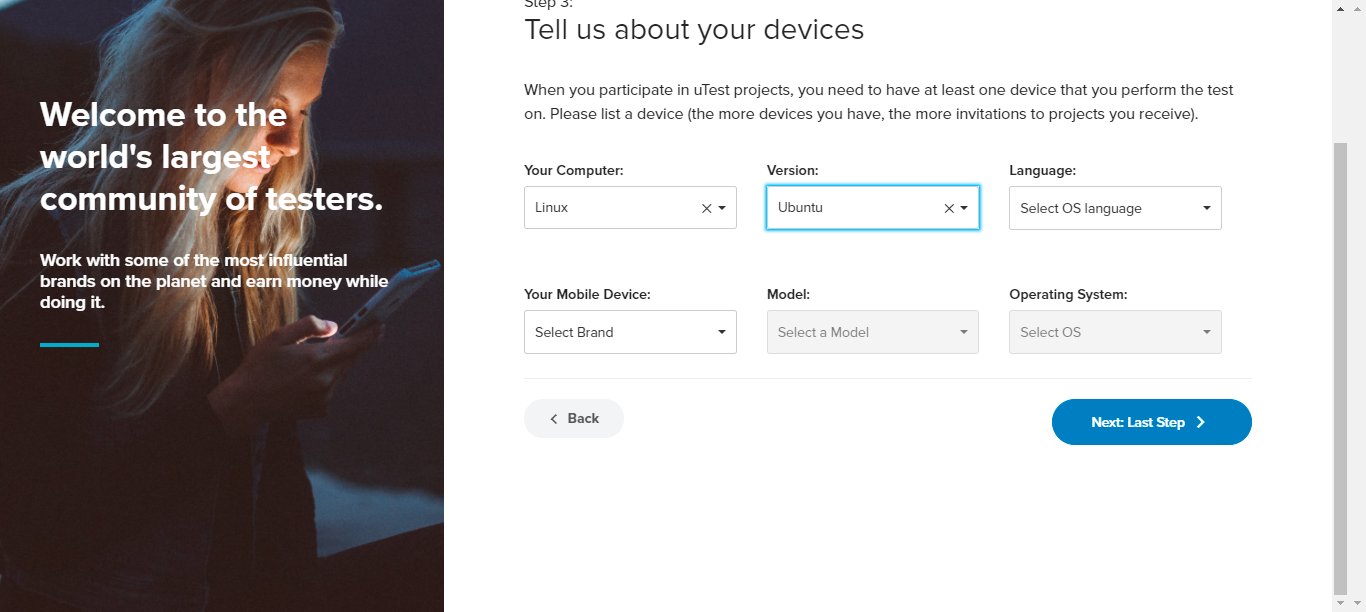 Step 3:
Tell us about your devices
Welcome to the
world's largest
community of testers.
Work with some of the most influential
brands on the planet and earn money while
doing it.
When you participate in uTest projects, you need to have at least one device that you perform the test
on. Please list a device (the more devices you have, the more invitations to projects you receive).
Your Computer: Version: Language:
Linux Ubuntu Select OS language
Your Mobile Device: Model: Operating System:
Select Brand Select a Model Select OS
Back Next: Last Step